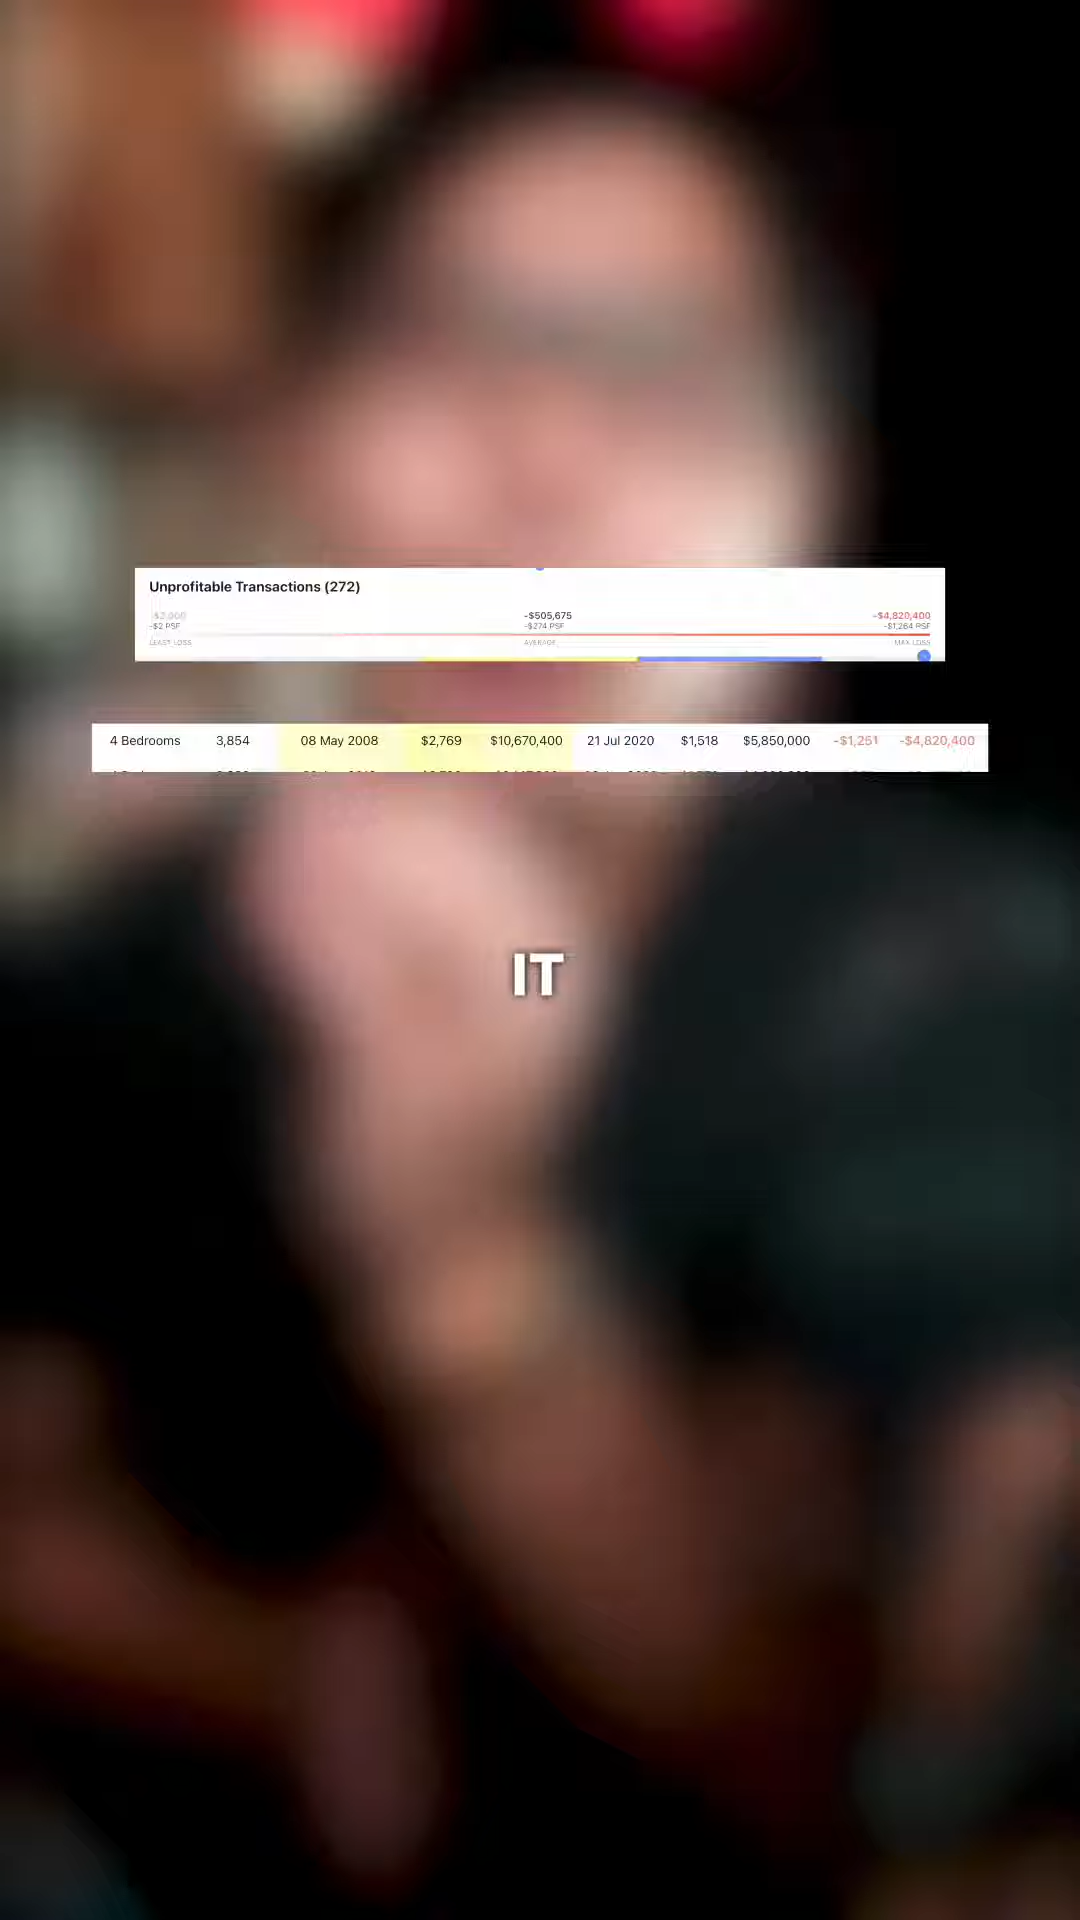 Unprofitable Transactions (272)
-$2,000 -$505,675 -$4,820,400
-$2 PSF -$274 PSF -$1,264 PSF
LEAST LOSS AVERAGE MAX LOSS
4 Bedrooms 3,854 08 May 2008 $2,769 $10,670,400 21 Jul 2020 $1,518 $5,850,000 -$1,251 -$4,820,400
IT